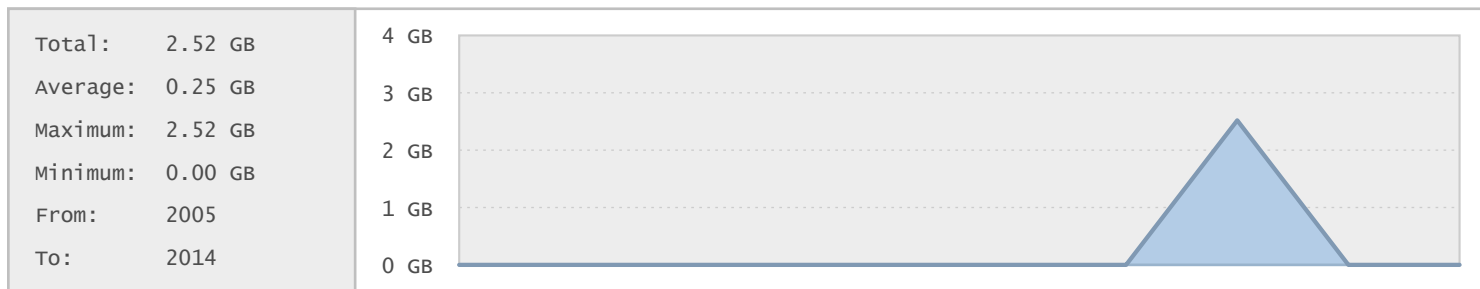 Total: 2.52 GB
Average: 0.25 GB
Maximum: 2.52 GB
Minimum: 0.00 GB
From: 2005
To: 2014
4 GB
3 GB
2 GB
1 GB
0 GB